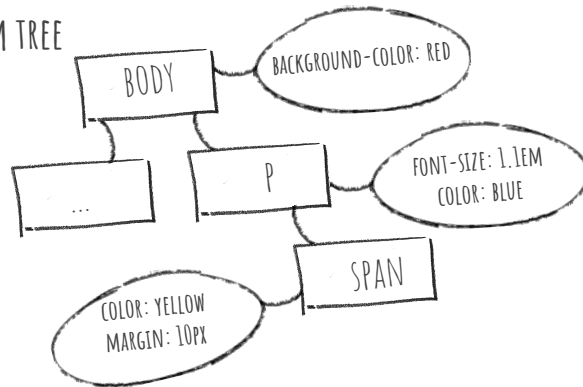 TREE
BODY
BACKGROUND-COLOR: RED
...
P
FONT-SIZE: 1.1EM
COLOR: BLUE
SPAN
COLOR: YELLOW
MARGIN: 10PX